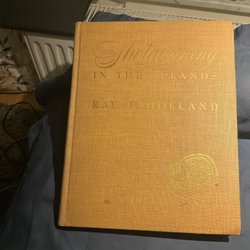 Shotgunning
IN THE UPLANDS
RAY P. HOLLAND